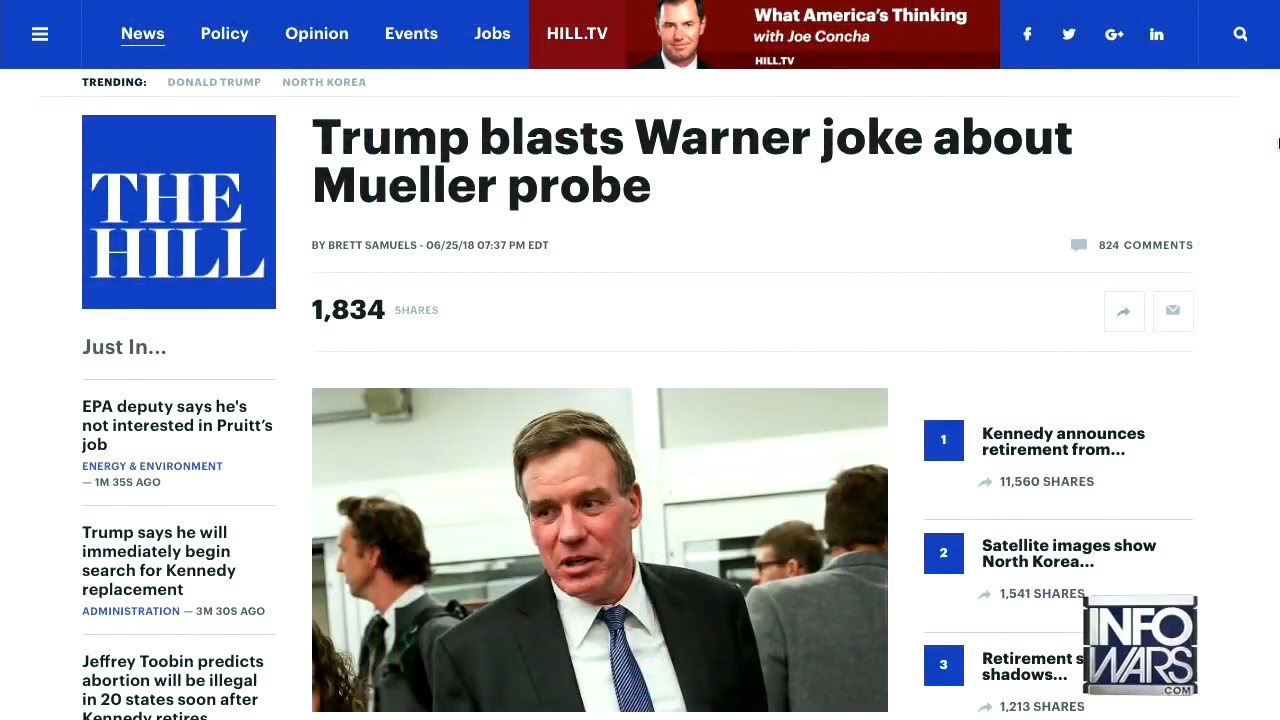 News
Policy
Opinion
Events
Jobs
HILL.TV
What America's Thinking
with Joe Concha
HILL.TV
TRENDING:
DONALD TRUMP
NORTH KOREA
THE
HILL
Trump blasts Warner joke about
Mueller probe
BY BRETT SAMUELS - 06/25/18 07:37 PM EDT
824 COMMENTS
1,834 SHARES
Just In...
EPA deputy says he's
not interested in Pruitt's
job
ENERGY & ENVIRONMENT
— 1M 35S AGO
Trump says he will
immediately begin
search for Kennedy
replacement
ADMINISTRATION — 3M 30S AGO
Jeffrey Toobin predicts
abortion will be illegal
in 20 states soon after
Kennedy retires
1
Kennedy announces
retirement from...
11,560 SHARES
2
Satellite images show
North Korea...
1,541 SHARES
3
Retirement s
shadows...
1,213 SHARES
INFO
WARS
.COM